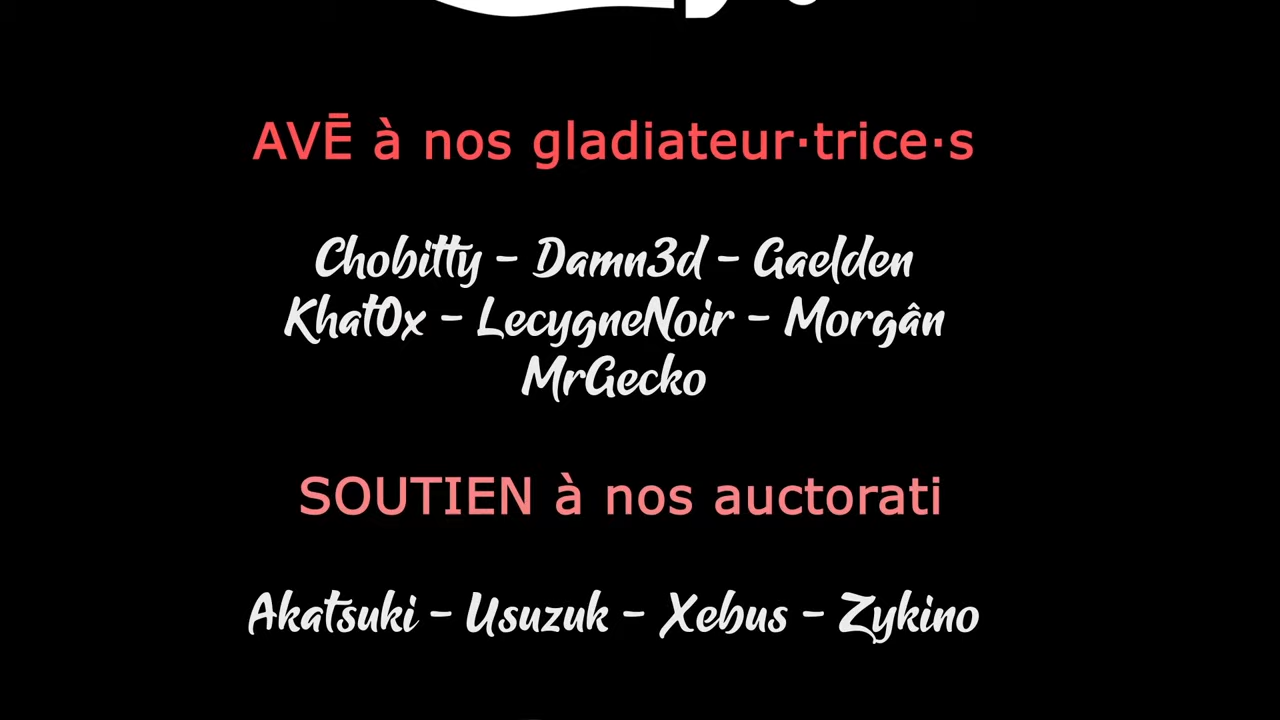 AVĒ à nos gladiateur·trice·s
Chobitty - Damn3d - Gaelden
Khat0x - LecygneNoir - Morgân
MrGecko
SOUTIEN à nos auctorati
Akatsuki - Usuzuk - Xebus - Zykino